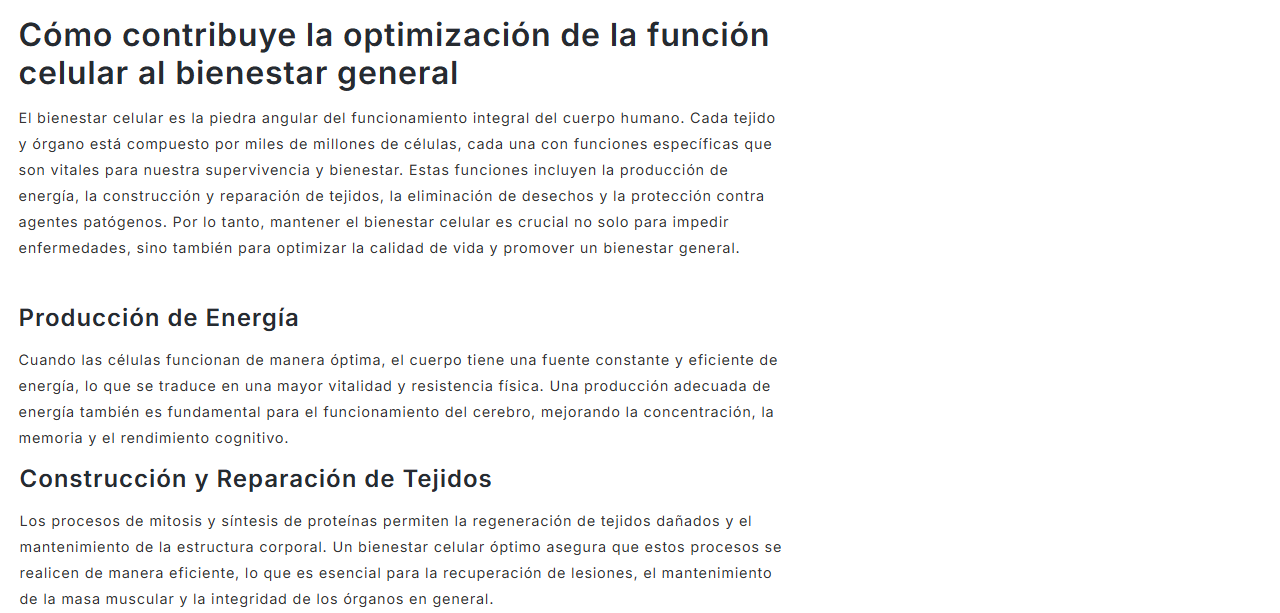 Cómo contribuye la optimización de la función
celular al bienestar general
El bienestar celular es la piedra angular del funcionamiento integral del cuerpo humano. Cada tejido
y órgano está compuesto por miles de millones de células, cada una con funciones específicas que
son vitales para nuestra supervivencia y bienestar. Estas funciones incluyen la producción de
energía, la construcción y reparación de tejidos, la eliminación de desechos y la protección contra
agentes patógenos. Por lo tanto, mantener el bienestar celular es crucial no solo para impedir
enfermedades, sino también para optimizar la calidad de vida y promover un bienestar general.
Producción de Energía
Cuando las células funcionan de manera óptima, el cuerpo tiene una fuente constante y eficiente de
energía, lo que se traduce en una mayor vitalidad y resistencia física. Una producción adecuada de
energía también es fundamental para el funcionamiento del cerebro, mejorando la concentración, la
memoria y el rendimiento cognitivo.
Construcción y Reparación de Tejidos
Los procesos de mitosis y síntesis de proteínas permiten la regeneración de tejidos dañados y el
mantenimiento de la estructura corporal. Un bienestar celular óptimo asegura que estos procesos se
realicen de manera eficiente, lo que es esencial para la recuperación de lesiones, el mantenimiento
de la masa muscular y la integridad de los órganos en general.